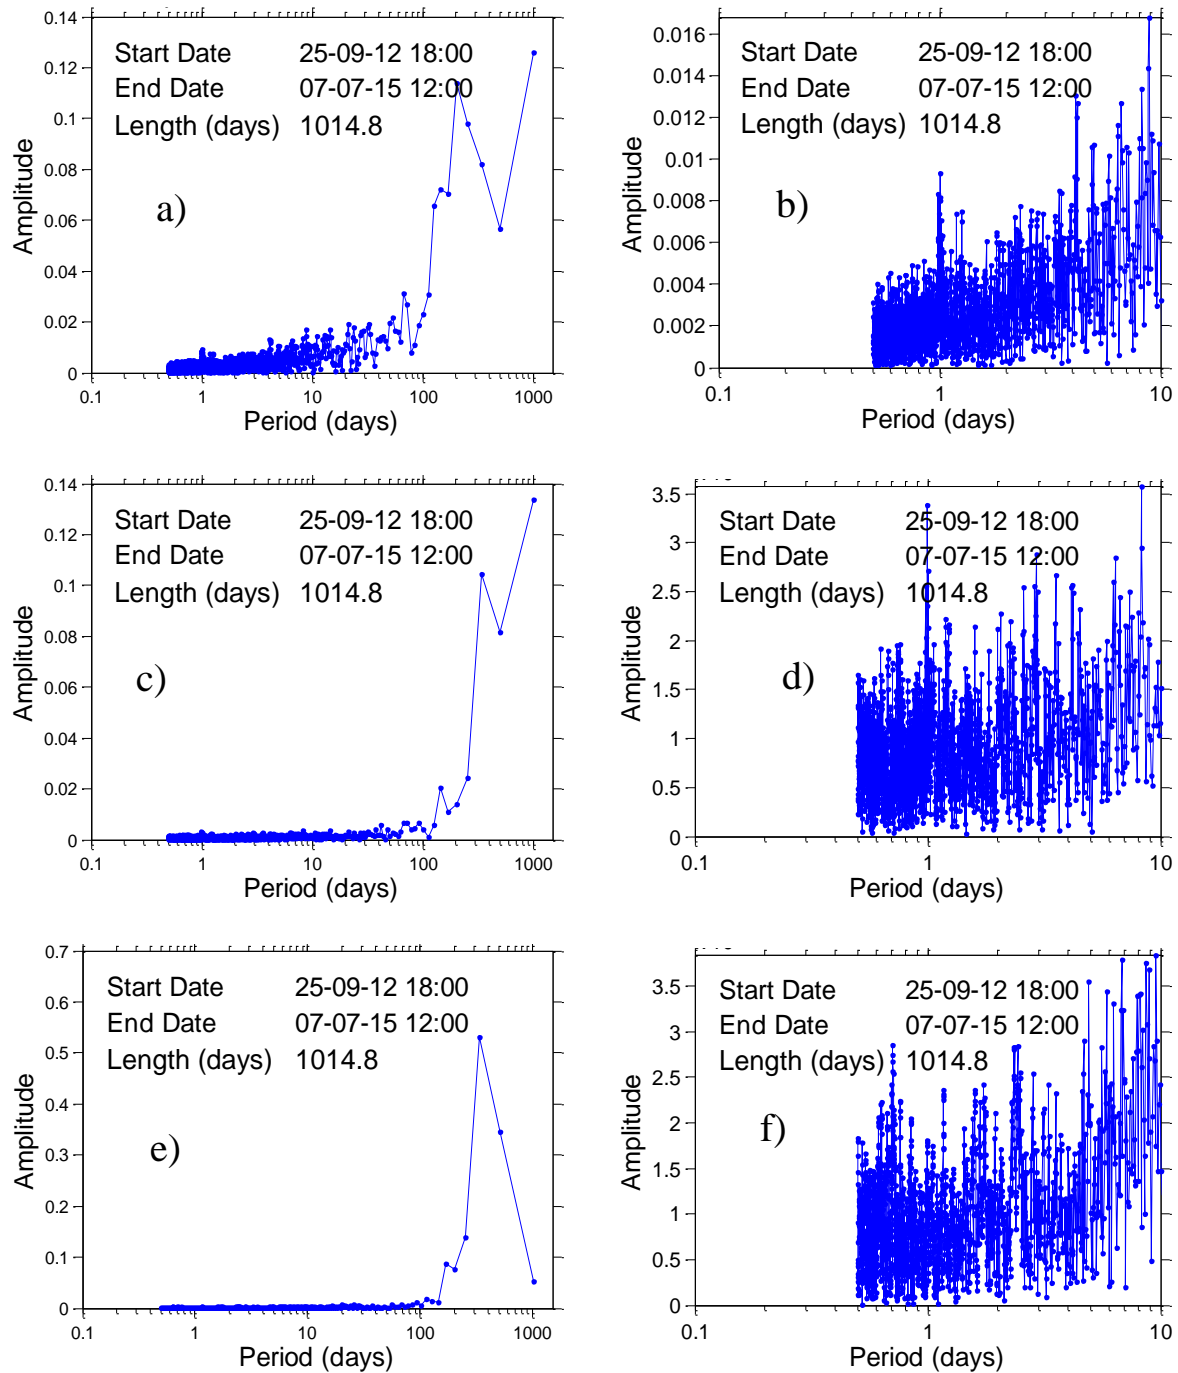 0.14
0.12
0.1
0.08
0.06
0.04
0.02
0
Amplitude
Start Date 25-09-12 18:00
End Date 07-07-15 12:00
Length (days) 1014.8
a)
0.1 1 10 100 1000
Period (days)
0.016
0.014
0.012
0.01
0.008
0.006
0.004
0.002
0
Amplitude
Start Date 25-09-12 18:00
End Date 07-07-15 12:00
Length (days) 1014.8
b)
0.1 1 10
Period (days)
0.14
0.12
0.1
0.08
0.06
0.04
0.02
0
Amplitude
Start Date 25-09-12 18:00
End Date 07-07-15 12:00
Length (days) 1014.8
c)
0.1 1 10 100 1000
Period (days)
3.5
3
2.5
2
1.5
1
0.5
0
Amplitude
Start Date 25-09-12 18:00
End Date 07-07-15 12:00
Length (days) 1014.8
d)
0.1 1 10
Period (days)
0.7
0.6
0.5
0.4
0.3
0.2
0.1
0
Amplitude
Start Date 25-09-12 18:00
End Date 07-07-15 12:00
Length (days) 1014.8
e)
0.1 1 10 100 1000
Period (days)
3.5
3
2.5
2
1.5
1
0.5
0
Amplitude
Start Date 25-09-12 18:00
End Date 07-07-15 12:00
Length (days) 1014.8
f)
0.1 1 10
Period (days)